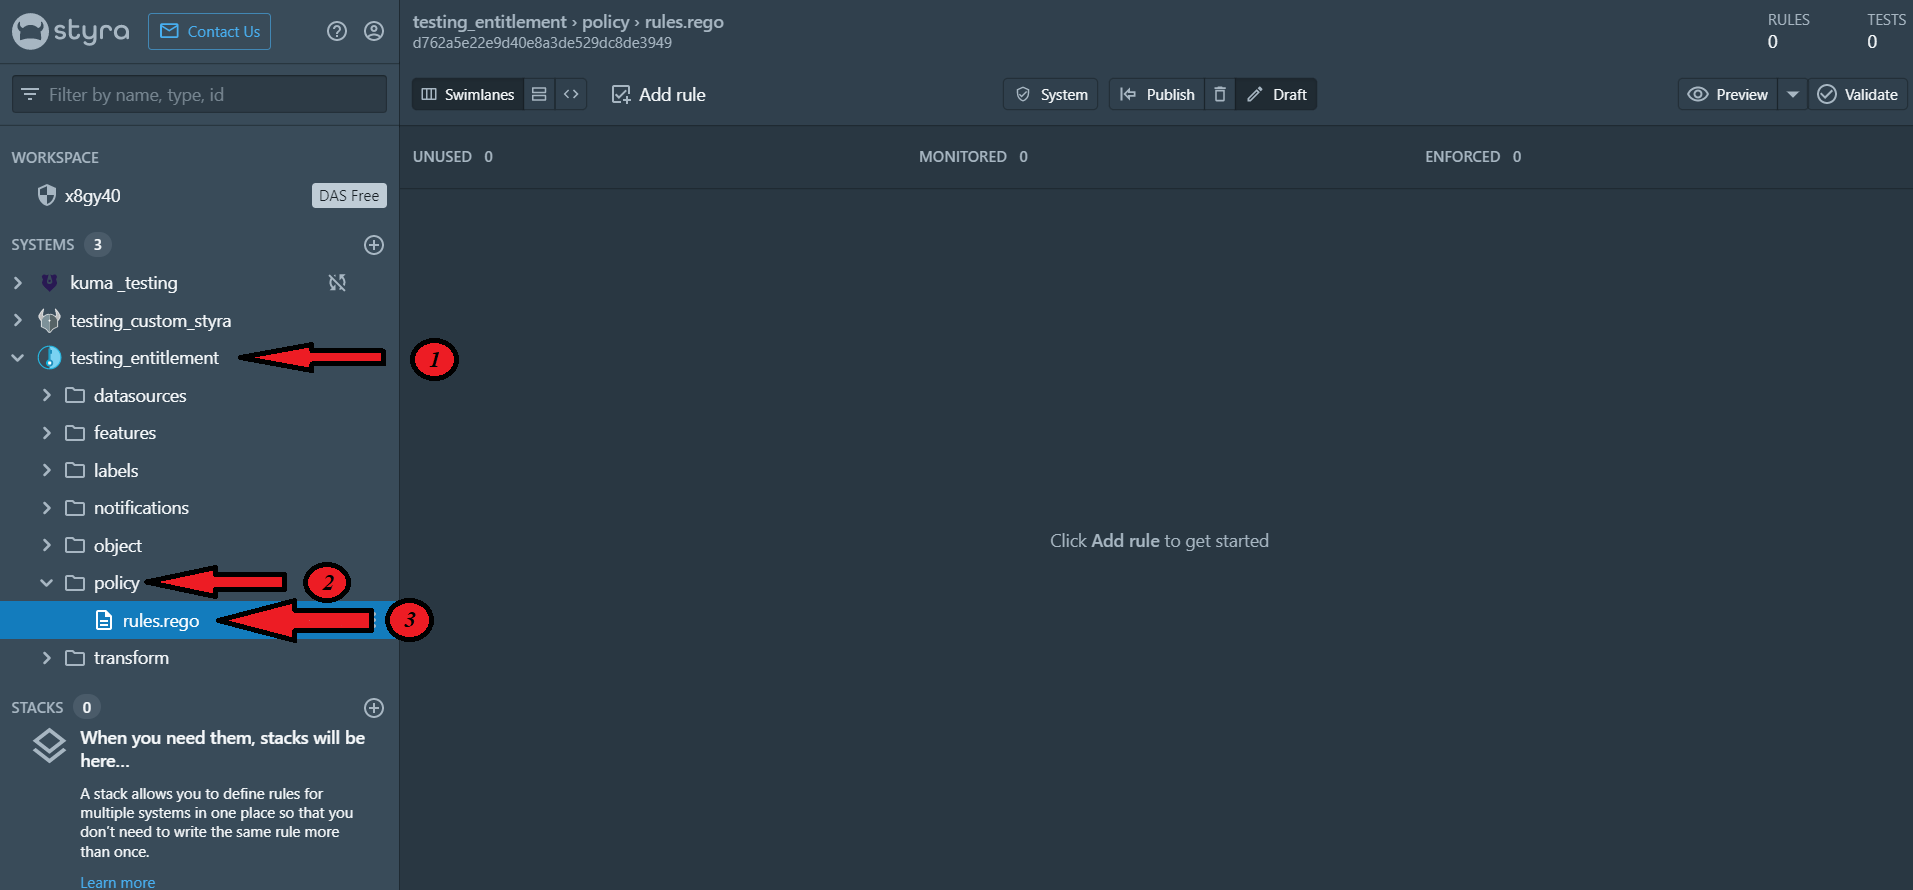 styra
Contact Us
testing_entitlement › policy › rules.rego
d762a5e22e9d40e8a3de529dc8de3949
RULES
0
TESTS
0
Filter by name, type, id
Swimlanes
Add rule
System
Publish
Draft
Preview
Validate
WORKSPACE
x8gy40
DAS Free
UNUSED 0
MONITORED 0
ENFORCED 0
SYSTEMS 3
kuma _testing
testing_custom_styra
testing_entitlement
1
datasources
features
labels
notifications
object
policy
2
rules.rego
3
transform
Click Add rule to get started
STACKS 0
When you need them, stacks will be
here...
A stack allows you to define rules for
multiple systems in one place so that you
don't need to write the same rule more
than once.
Learn more